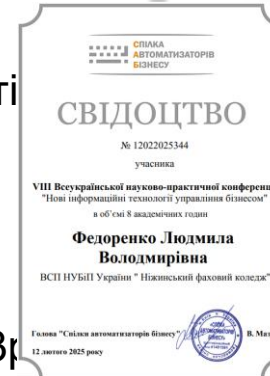 СПІЛКА
АВТОМАТИЗАТОРІВ
БІЗНЕСУ
ті
СВІДОЦТВО
№ 12022025344
учасника
VIII Всеукраїнської науково-практичної конференц
"Нові інформаційні технології управління бізнесом"
в об'ємі 8 академічних годин
Федоренко Людмила
Володимирівна
ВСП НУБіП України " Ніжинський фаховий коледж"
Голова "Спілки автоматизаторів бізнесу"
В. Маз
12 лютого 2025 року